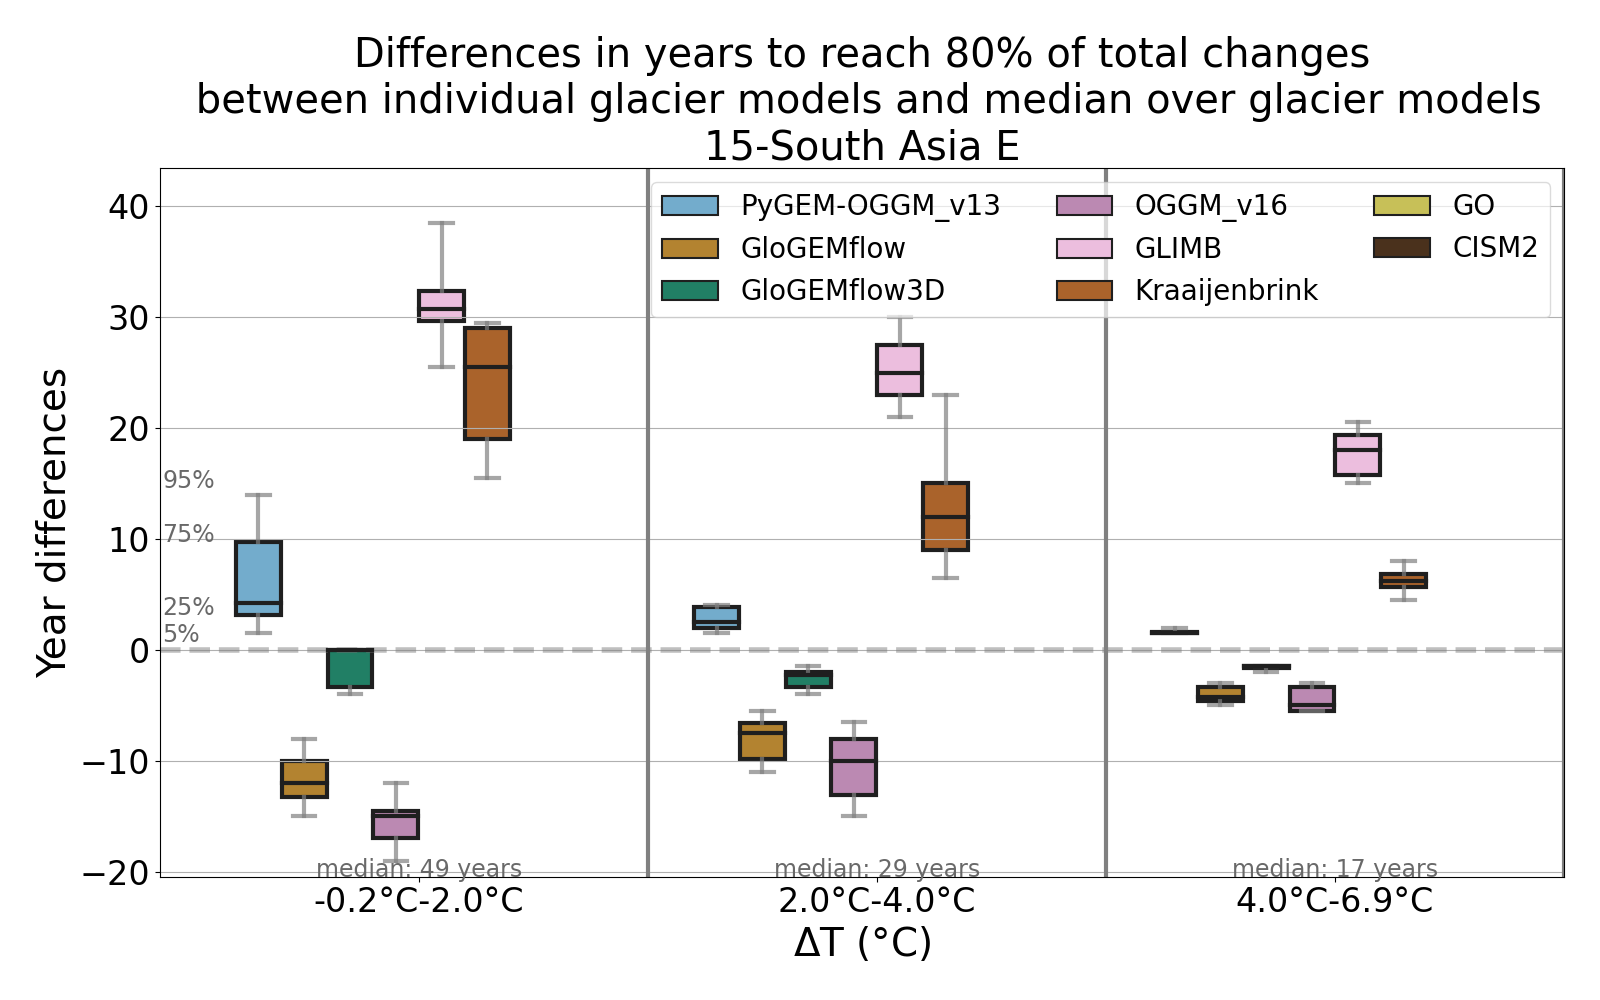 Differences in years to reach 80% of total changes
between individual glacier models and median over glacier models
15-South Asia E
PyGEM-OGGM_v13
GloGEMflow
GloGEMflow3D
OGGM_v16
GLIMB
Kraaijenbrink
GO
CISM2
Year differences
40
30
20
10
0
−10
−20
95%
75%
25%
5%
median: 49 years
median: 29 years
median: 17 years
-0.2°C-2.0°C
2.0°C-4.0°C
4.0°C-6.9°C
ΔT (°C)